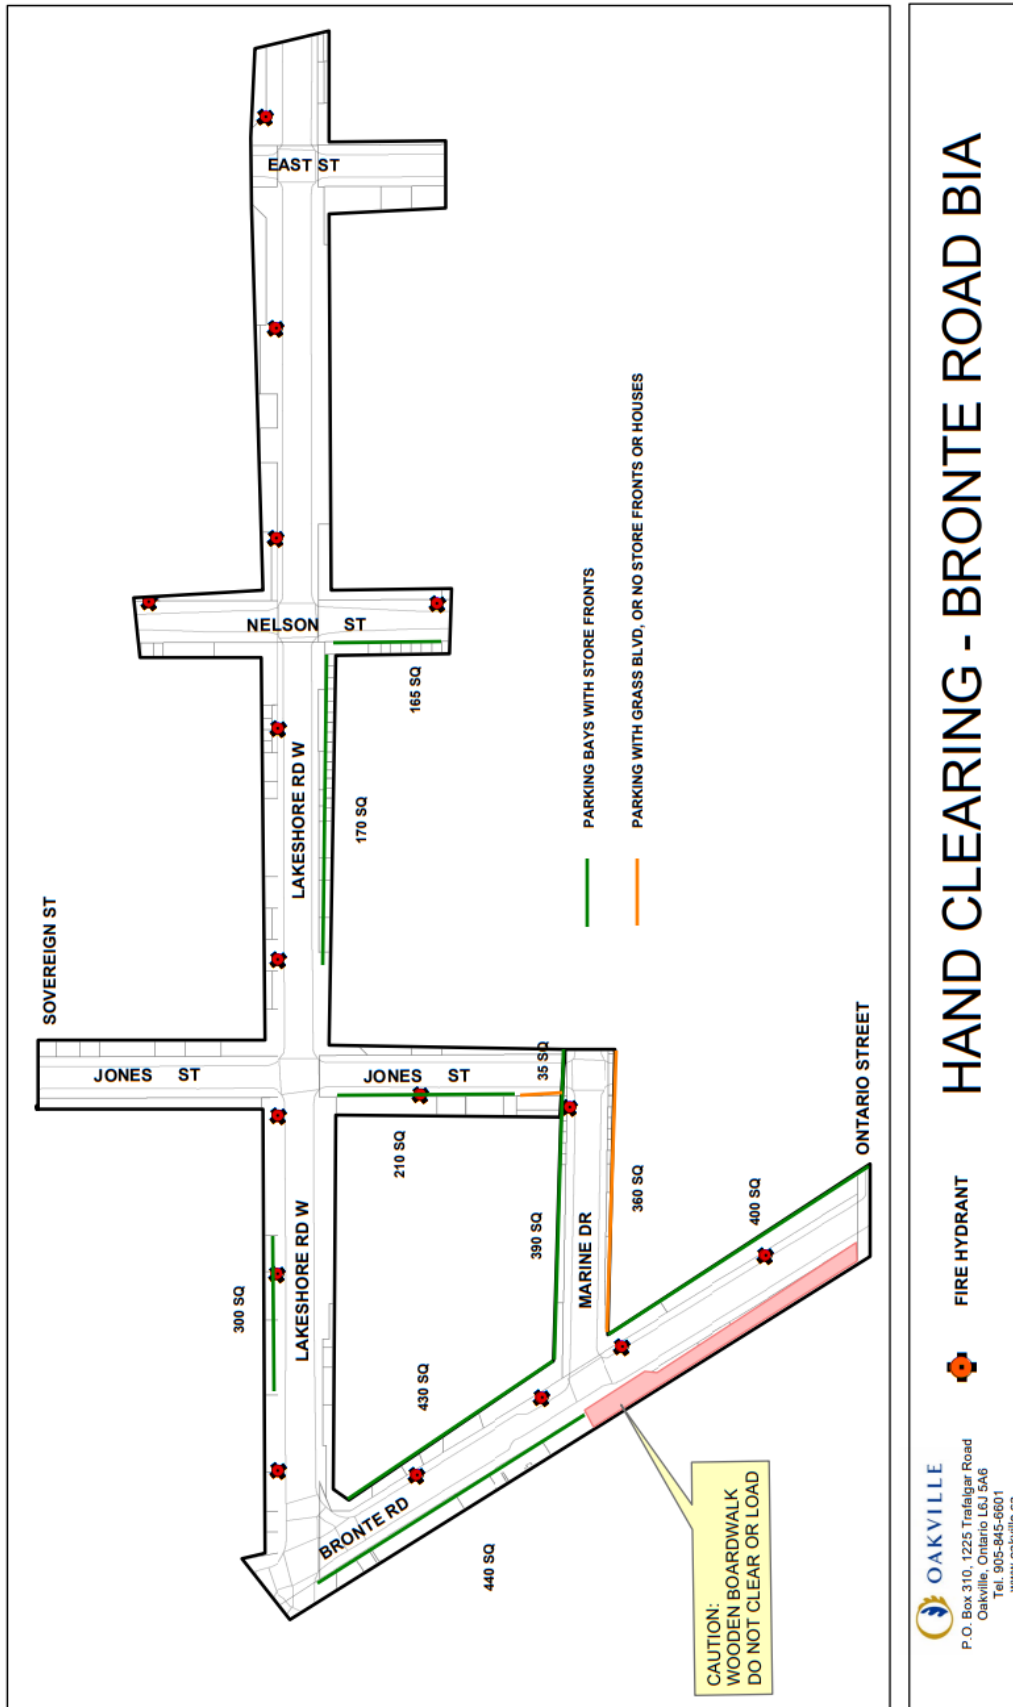 EAST ST
NELSON ST
165 SQ
LAKESHORE RD W
170 SQ
SOVEREIGN ST
JONES ST
JONES ST
35 SQ
210 SQ
390 SQ
360 SQ
MARINE DR
400 SQ
ONTARIO STREET
300 SQ
LAKESHORE RD W
430 SQ
BRONTE RD
440 SQ
PARKING BAYS WITH STORE FRONTS
PARKING WITH GRASS BLVD, OR NO STORE FRONTS OR HOUSES
CAUTION:
WOODEN BOARDWALK
DO NOT CLEAR OR LOAD
HAND CLEARING - BRONTE ROAD BIA
FIRE HYDRANT
OAKVILLE
P.O. Box 310, 1225 Trafalgar Road
Oakville, Ontario L6J 5A6
Tel. 905-845-6601